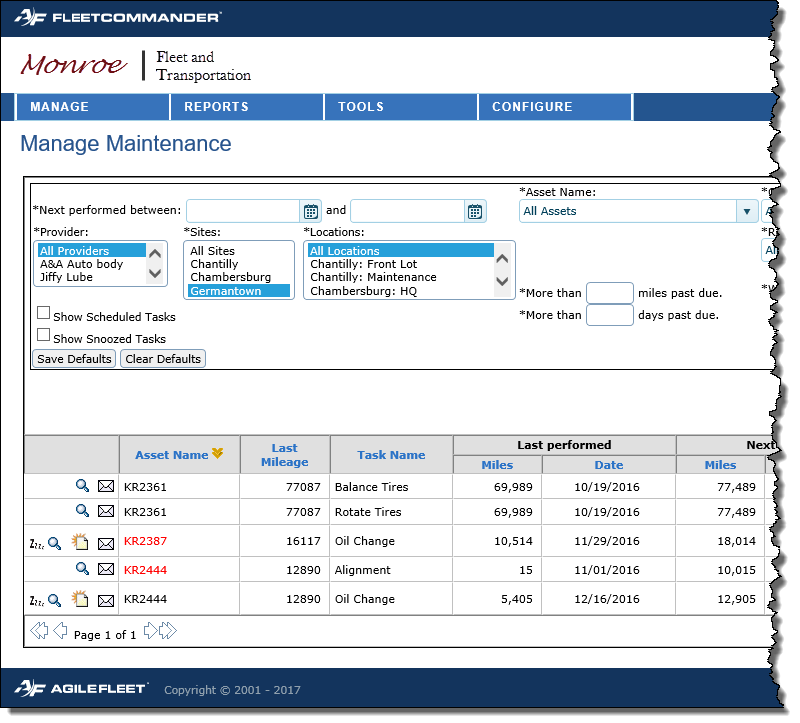 FLEETCOMMANDER
Monroe
Fleet and
Transportation
MANAGE REPORTS TOOLS CONFIGURE
Manage Maintenance
*Asset Name:
*Next performed between: and All Assets
*Provider: *Sites: *Locations:
All Providers All Sites All Locations
A&A Auto body Chantilly Chantilly: Front Lot
Jiffy Lube Chambersburg Chantilly: Maintenance
Germantown Chambersburg: HQ
*More than miles past due.
Show Scheduled Tasks *More than days past due.
Show Snoozed Tasks
Save Defaults Clear Defaults
Last performed Next
Asset Name Last Mileage Task Name Miles Date Miles
KR2361 77087 Balance Tires 69,989 10/19/2016 77,489
KR2361 77087 Rotate Tires 69,989 10/19/2016 77,489
Zzz. KR2387 16117 Oil Change 10,514 11/29/2016 18,014
KR2444 12890 Alignment 15 11/01/2016 10,015
Zzz. KR2444 12890 Oil Change 5,405 12/16/2016 12,905
Page 1 of 1
AGILEFLEET Copyright © 2001 - 2017